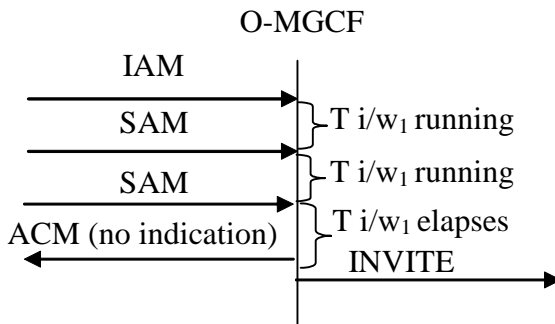 O-MGCF
IAM
T i/w₁ running
SAM
T i/w₁ running
SAM
T i/w₁ elapses
ACM (no indication)
INVITE